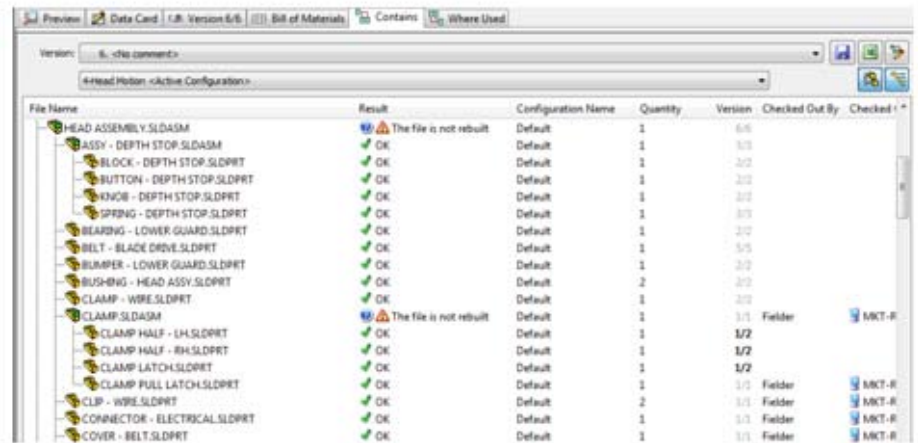 Preview Data Card Version 6/6 Bill of Materials Contains Where Used
Version: 6. <No comment>
4-Head Motion <Active Configuration>
File Name Result Configuration Name Quantity Version Checked Out By Checked
HEAD ASSEMBLY.SLDASM The file is not rebuilt Default 1 6/6
ASSY - DEPTH STOP.SLDASM OK Default 1
BLOCK - DEPTH STOP.SLDPRT OK Default 1 2/2
BUTTON - DEPTH STOP.SLDPRT OK Default 1 2/2
KNOB - DEPTH STOP.SLDPRT OK Default 1 2/2
SPRING - DEPTH STOP.SLDPRT OK Default 1
BEARING - LOWER GUARD.SLDPRT OK Default 1 2/2
BELT - BLADE DRIVE.SLDPRT OK Default 1
BUMPER - LOWER GUARD.SLDPRT OK Default 1 2/2
BUSHING - HEAD ASSY.SLDPRT OK Default 2 2/2
CLAMP - WIRE.SLDPRT OK Default 1 2/2
CLAMP.SLDASM The file is not rebuilt Default 1 1/1 Fielder MKT-R
CLAMP HALF - LH.SLDPRT OK Default 1 1/2
CLAMP HALF - RH.SLDPRT OK Default 1 1/2
CLAMP LATCH.SLDPRT OK Default 1 1/2
CLAMP PULL LATCH.SLDPRT OK Default 1 1/1 Fielder MKT-R
CLIP - WIRE.SLDPRT OK Default 2 1/1 Fielder MKT-R
CONNECTOR - ELECTRICAL.SLDPRT OK Default 1 1/1 Fielder MKT-R
COVER - BELT.SLDPRT OK Default 1 1/1 Fielder MKT-R